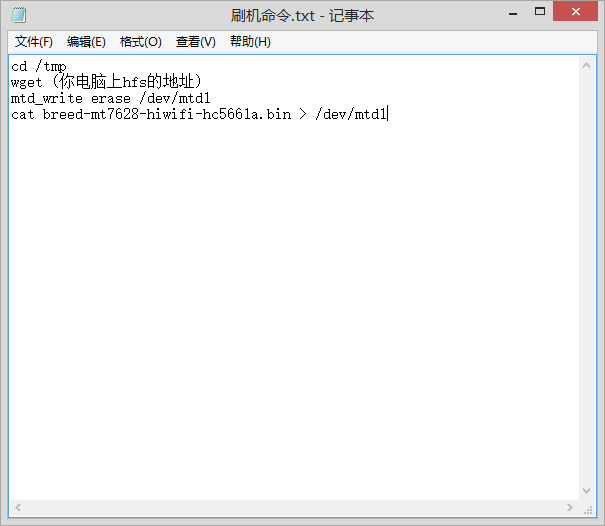 刷机命令.txt - 记事本
文件(F) 编辑(E) 格式(O) 查看(V) 帮助(H)
cd /tmp
wget (你电脑上hfs的地址)
mtd_write erase /dev/mtd1
cat breed-mt7628-hiwifi-hc5661a.bin > /dev/mtd1